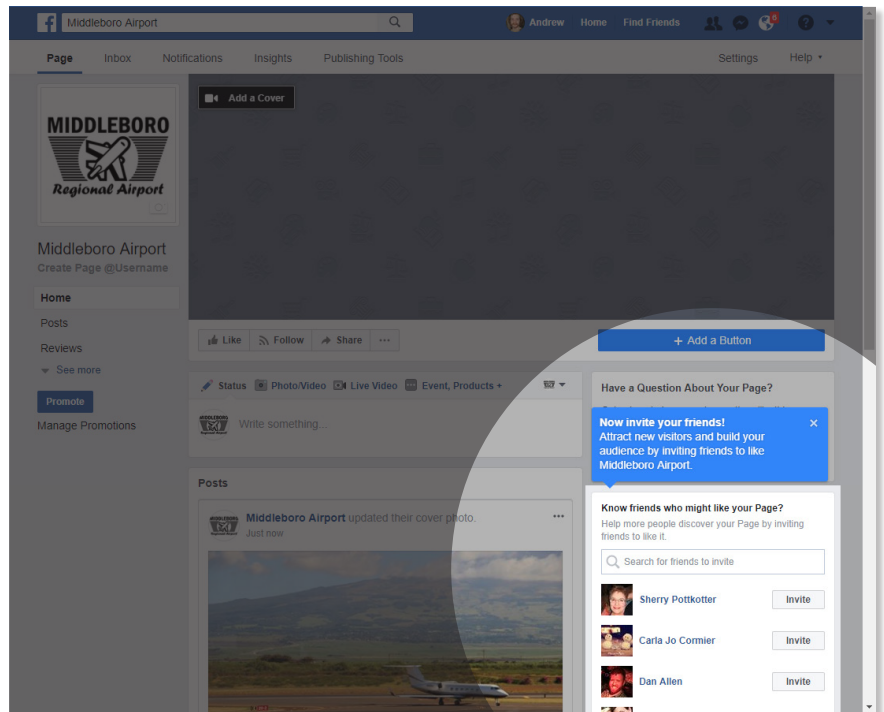 Middleboro Airport
Andrew Home Find Friends
6
Page Inbox Notifications Insights Publishing Tools Settings Help
Add a Cover
MIDDLEBORO
Regional Airport
Middleboro Airport
Create Page @Username
Home
Posts
Reviews
See more
Promote
Manage Promotions
Like Follow Share ...
+ Add a Button
Status Photo/Video Live Video Event, Products +
Write something...
Posts
Middleboro Airport updated their cover photo.
Just now
Have a Question About Your Page?
Now invite your friends!
Attract new visitors and build your
audience by inviting friends to like
Middleboro Airport.
Know friends who might like your Page?
Help more people discover your Page by inviting
friends to like it.
Search for friends to invite
Sherry Pottkotter Invite
Carla Jo Cormier Invite
Dan Allen Invite